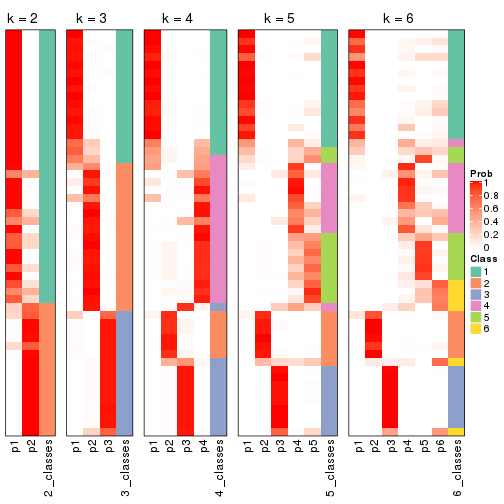 k = 2
k = 3
k = 4
k = 5
k = 6
p1
p2
2_classes
p1
p2
p3
3_classes
p1
p2
p3
p4
4_classes
p1
p2
p3
p4
p5
5_classes
p1
p2
p3
p4
p5
p6
6_classes
Prob
1
0.8
0.6
0.4
0.2
0
Class
1
2
3
4
5
6